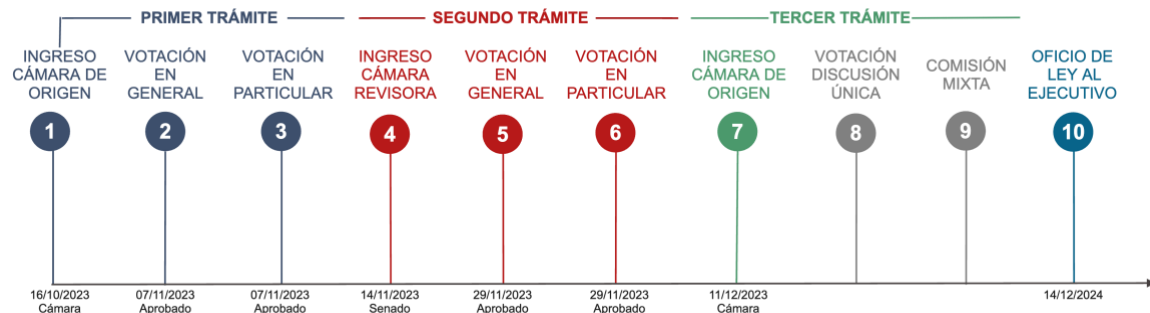 PRIMER TRÁMITE
SEGUNDO TRÁMITE
TERCER TRÁMITE
INGRESO
CÁMARA DE
ORIGEN
VOTACIÓN
EN
GENERAL
VOTACIÓN
EN
PARTICULAR
INGRESO
CÁMARA
REVISORA
VOTACIÓN
EN
GENERAL
VOTACIÓN
EN
PARTICULAR
INGRESO
CÁMARA DE
ORIGEN
VOTACIÓN
DISCUSIÓN
ÚNICA
COMISIÓN
MIXTA
OFICIO DE
LEY AL
EJECUTIVO
1
2
3
4
5
6
7
8
9
10
16/10/2023
Cámara
07/11/2023
Aprobado
07/11/2023
Aprobado
14/11/2023
Senado
29/11/2023
Aprobado
29/11/2023
Aprobado
11/12/2023
Cámara
14/12/2024